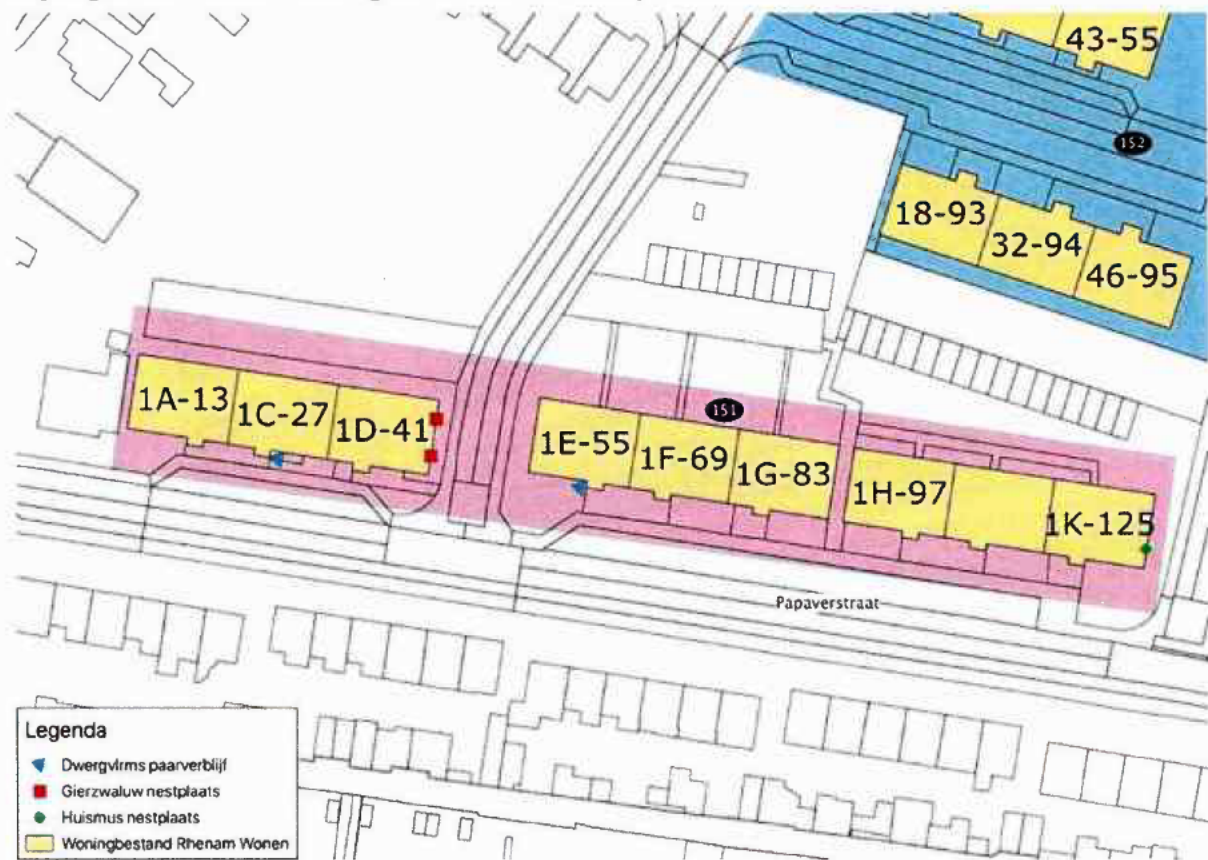 43-55
152
18-93
32-94
46-95
1A-13
1C-27
1D-41
151
1E-55
1F-69
1G-83
1H-97
1K-125
Papaverstraat
Legenda
Dwergvlrms paarverblijf
Gierzwaluw nestplaats
Huismus nestplaats
Woningbestand Rhenam Wonen